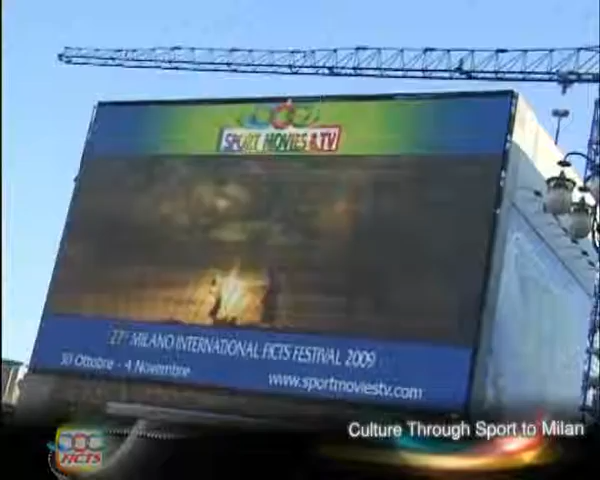 SPORT MOVIES & TV
27° MILANO INTERNATIONAL FICTS FESTIVAL 2009
30 Ottobre - 4 Novembre
www.sportmoviestv.com
Culture Through Sport to Milan
FICTS